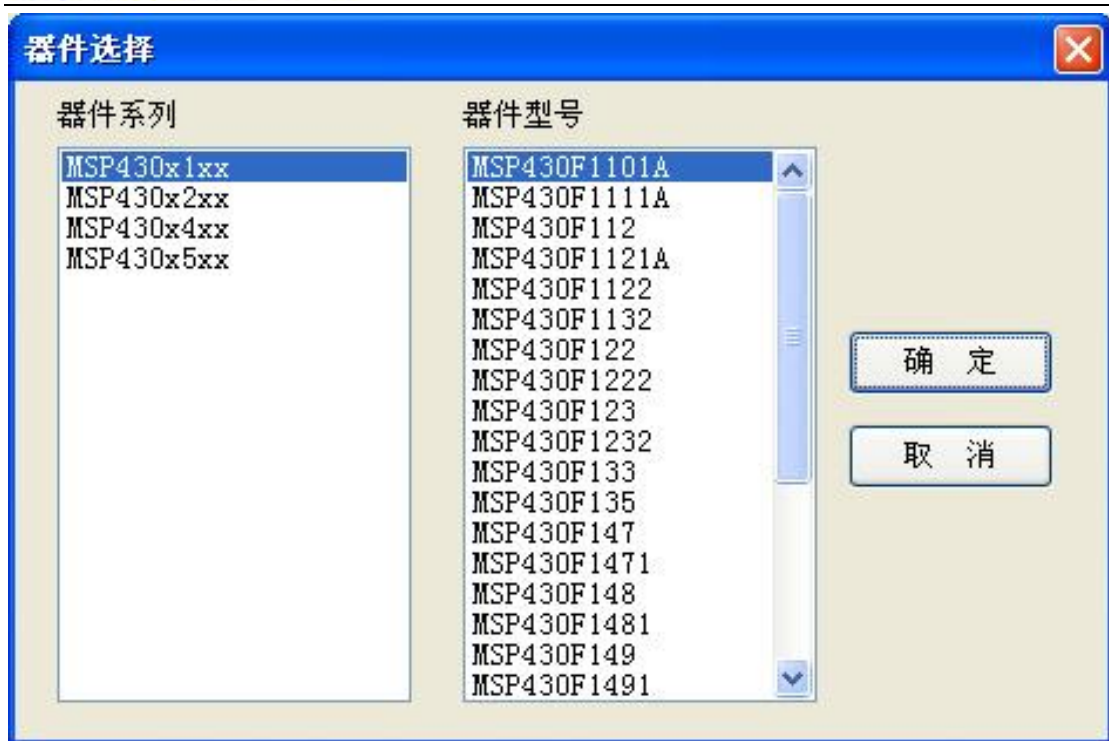 器件选择
器件系列
MSP430x1xx
MSP430x2xx
MSP430x4xx
MSP430x5xx
器件型号
MSP430F1101A
MSP430F1111A
MSP430F112
MSP430F1121A
MSP430F1122
MSP430F1132
MSP430F122
MSP430F1222
MSP430F123
MSP430F1232
MSP430F133
MSP430F135
MSP430F147
MSP430F1471
MSP430F148
MSP430F1481
MSP430F149
MSP430F1491
确 定
取 消